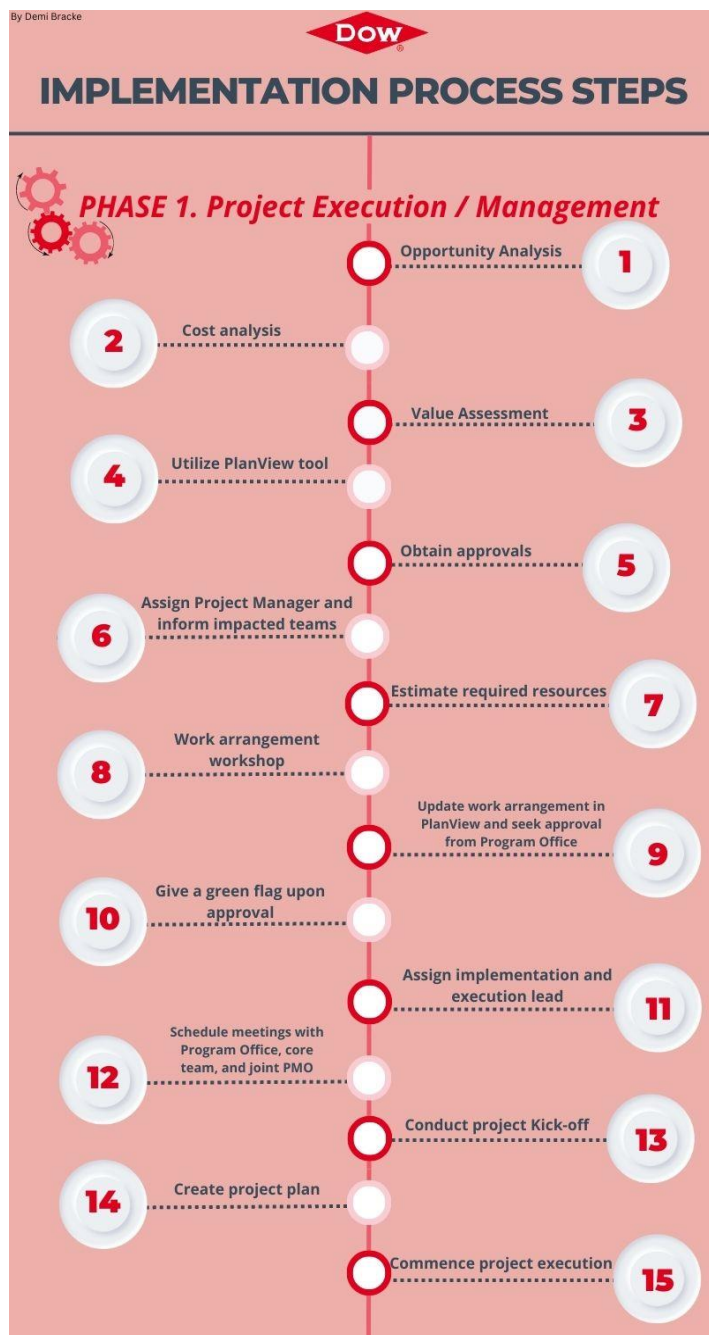 By Demi Bracke
Dow
®
IMPLEMENTATION PROCESS STEPS
PHASE 1. Project Execution / Management
Opportunity Analysis
1
Cost analysis
2
Value Assessment
3
Utilize PlanView tool
4
Obtain approvals
5
Assign Project Manager and
inform impacted teams
6
Estimate required resources
7
Work arrangement
workshop
8
Update work arrangement in
PlanView and seek approval
from Program Office
9
Give a green flag upon
approval
10
Assign implementation and
execution lead
11
Schedule meetings with
Program Office, core
team, and joint PMO
12
Conduct project Kick-off
13
Create project plan
14
Commence project execution
15